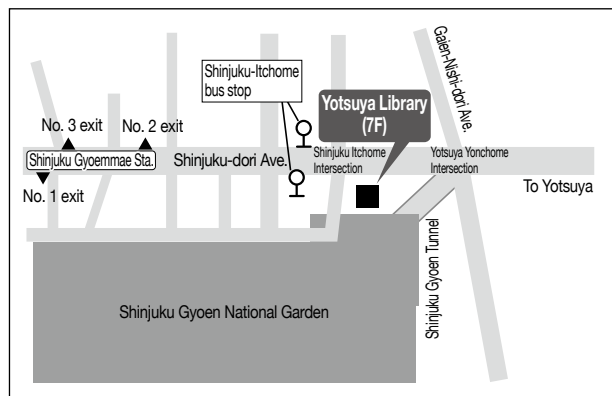 Gaien-Nishi-dori Ave.
Shinjuku-Itchome
bus stop
Yotsuya Library
(7F)
No. 3 exit
No. 2 exit
Shinjuku Gyoemmae Sta.
Shinjuku-dori Ave.
Shinjuku Itchome
Intersection
Yotsuya Yonchome
Intersection
No. 1 exit
To Yotsuya
Shinjuku Gyoen Tunnel
Shinjuku Gyoen National Garden